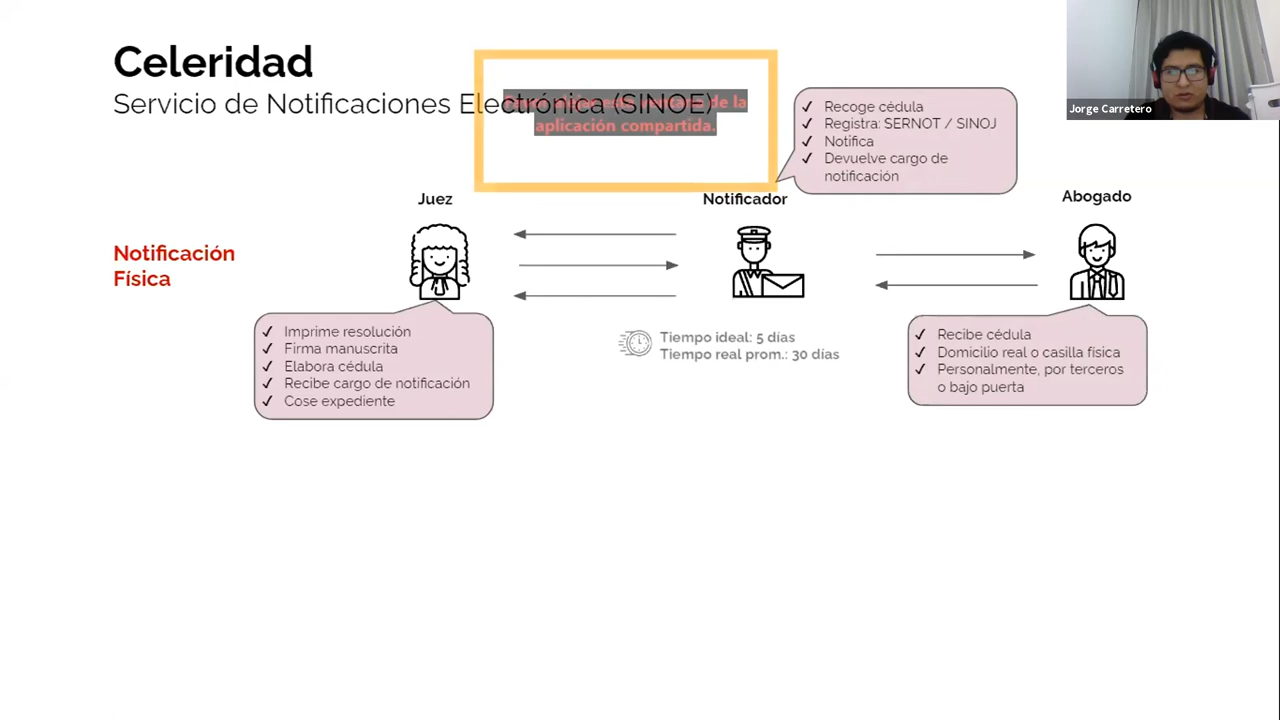 Celeridad
Servicio de Notificaciones Electrónica (SINOE)
de la
aplicación compartida.
Jorge Carretero
✓ Recoge cédula
✓ Registra: SERNOT / SINOJ
✓ Notifica
✓ Devuelve cargo de
notificación
Juez
Notificador
Abogado
Notificación
Física
✓ Imprime resolución
✓ Firma manuscrita
✓ Elabora cédula
✓ Recibe cargo de notificación
✓ Cose expediente
Tiempo ideal: 5 días
Tiempo real prom.: 30 días
✓ Recibe cédula
✓ Domicilio real o casilla física
✓ Personalmente, por terceros
o bajo puerta